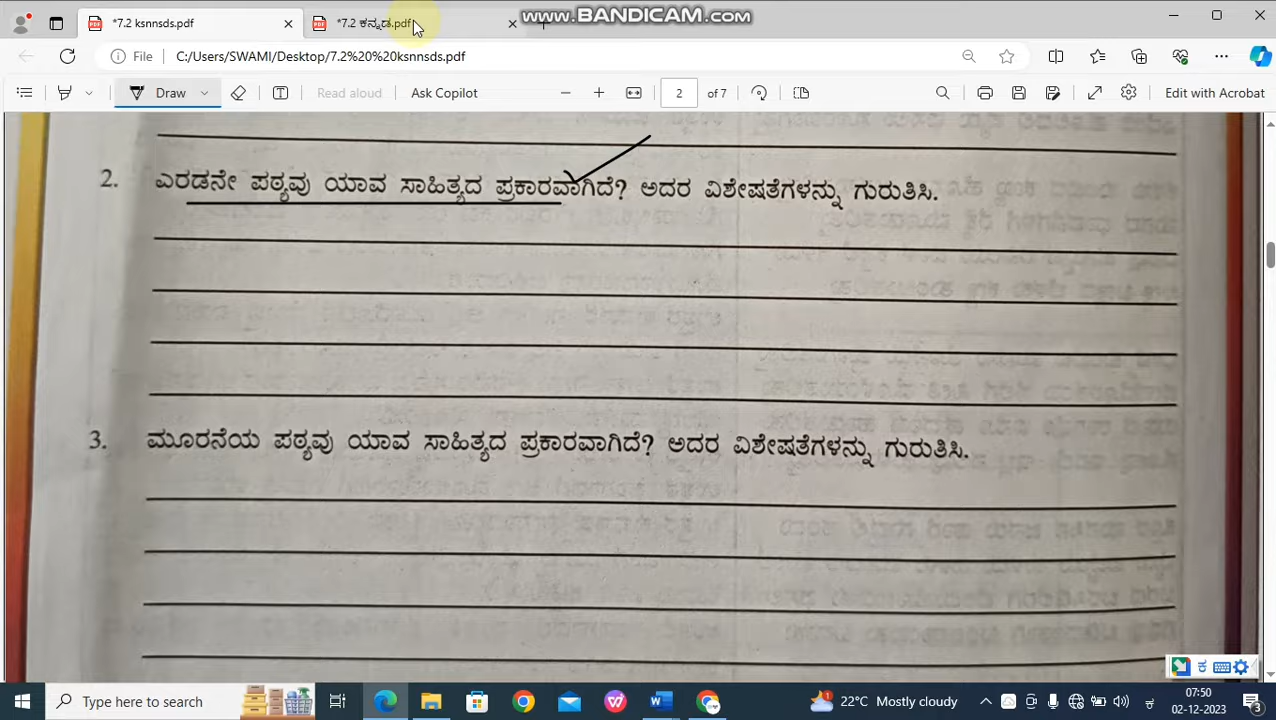 www.BANDICAM.com
*7.2 ksnnsds.pdf
*7.2 ಕನ್ನಡ.pdf
File
C:/Users/SWAMI/Desktop/7.2%20%20ksnnsds.pdf
Draw
Read aloud
Ask Copilot
2
of 7
Edit with Acrobat
2. ಎರಡನೇ ಪಠ್ಯವು ಯಾವ ಸಾಹಿತ್ಯದ ಪ್ರಕಾರವಾಗಿದೆ? ಅದರ ವಿಶೇಷತೆಗಳನ್ನು ಗುರುತಿಸಿ.
3. ಮೂರನೆಯ ಪಠ್ಯವು ಯಾವ ಸಾಹಿತ್ಯದ ಪ್ರಕಾರವಾಗಿದೆ? ಅದರ ವಿಶೇಷತೆಗಳನ್ನು ಗುರುತಿಸಿ.
ಕ
Type here to search
22°C Mostly cloudy
07:50
02-12-2023